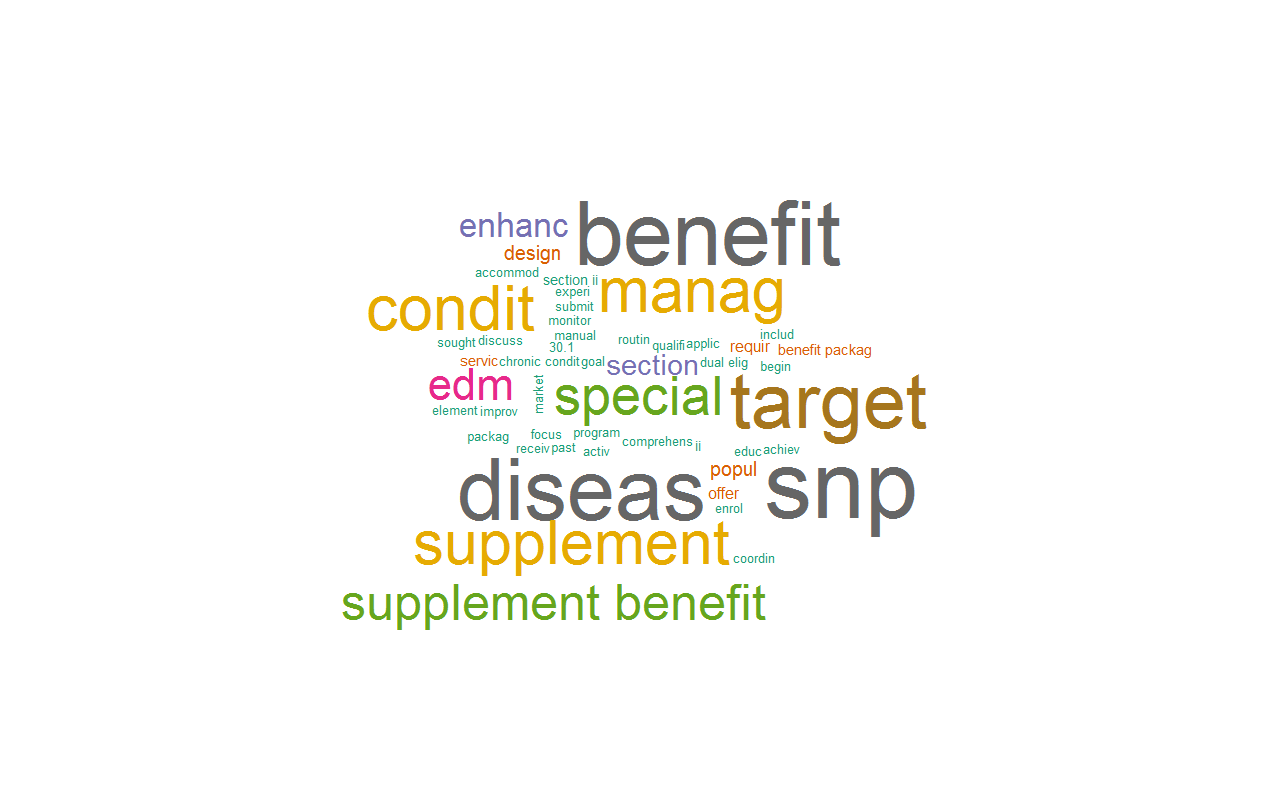 enhanc
benefit
design
accommod
section ii
manag
condit
experi
submit
monitor
manual
sought
discuss
30.1
routin
qualifi
applic
includ
requir
benefit packag
servic
chronic condit
goal
section
dual elig
begin
edm
market
special
target
element
improv
packag
focus
program
receiv
past
activ
comprehens
ii
educ
achiev
diseas
popul
snp
offer
enrol
supplement
coordin
supplement benefit